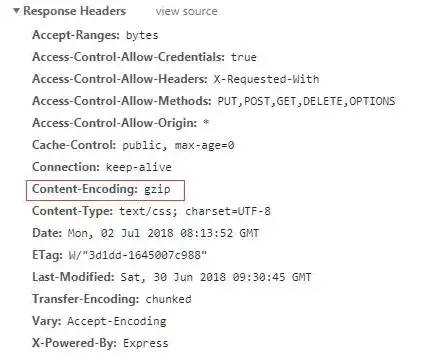 ▼ Response Headers view source
Accept-Ranges: bytes
Access-Control-Allow-Credentials: true
Access-Control-Allow-Headers: X-Requested-With
Access-Control-Allow-Methods: PUT,POST,GET,DELETE,OPTIONS
Access-Control-Allow-Origin: *
Cache-Control: public, max-age=0
Connection: keep-alive
Content-Encoding: gzip
Content-Type: text/css; charset=UTF-8
Date: Mon, 02 Jul 2018 08:13:52 GMT
ETag: W/"3d1dd-1645007c988"
Last-Modified: Sat, 30 Jun 2018 09:30:45 GMT
Transfer-Encoding: chunked
Vary: Accept-Encoding
X-Powered-By: Express